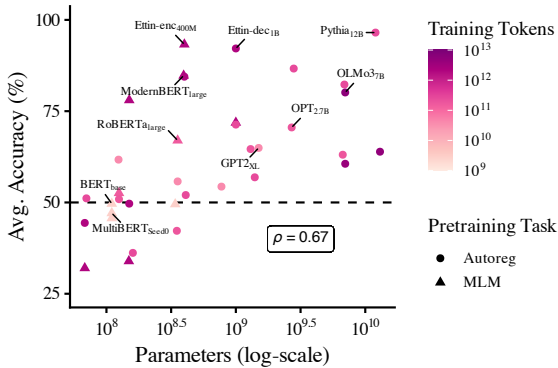 100
75
50
25
Avg. Accuracy (%)
Ettin-enc400M
Ettin-dec1B
Pythia12B
ModernBERTlarge
OLMo37B
RoBERTalarge
OPT2.7B
GPT2XL
BERTbase
MultiBERTSeed0
ρ = 0.67
10^8
10^8.5
10^9
10^9.5
10^10
Parameters (log-scale)
Training Tokens
10^13
10^12
10^11
10^10
10^9
Pretraining Task
Autoreg
MLM